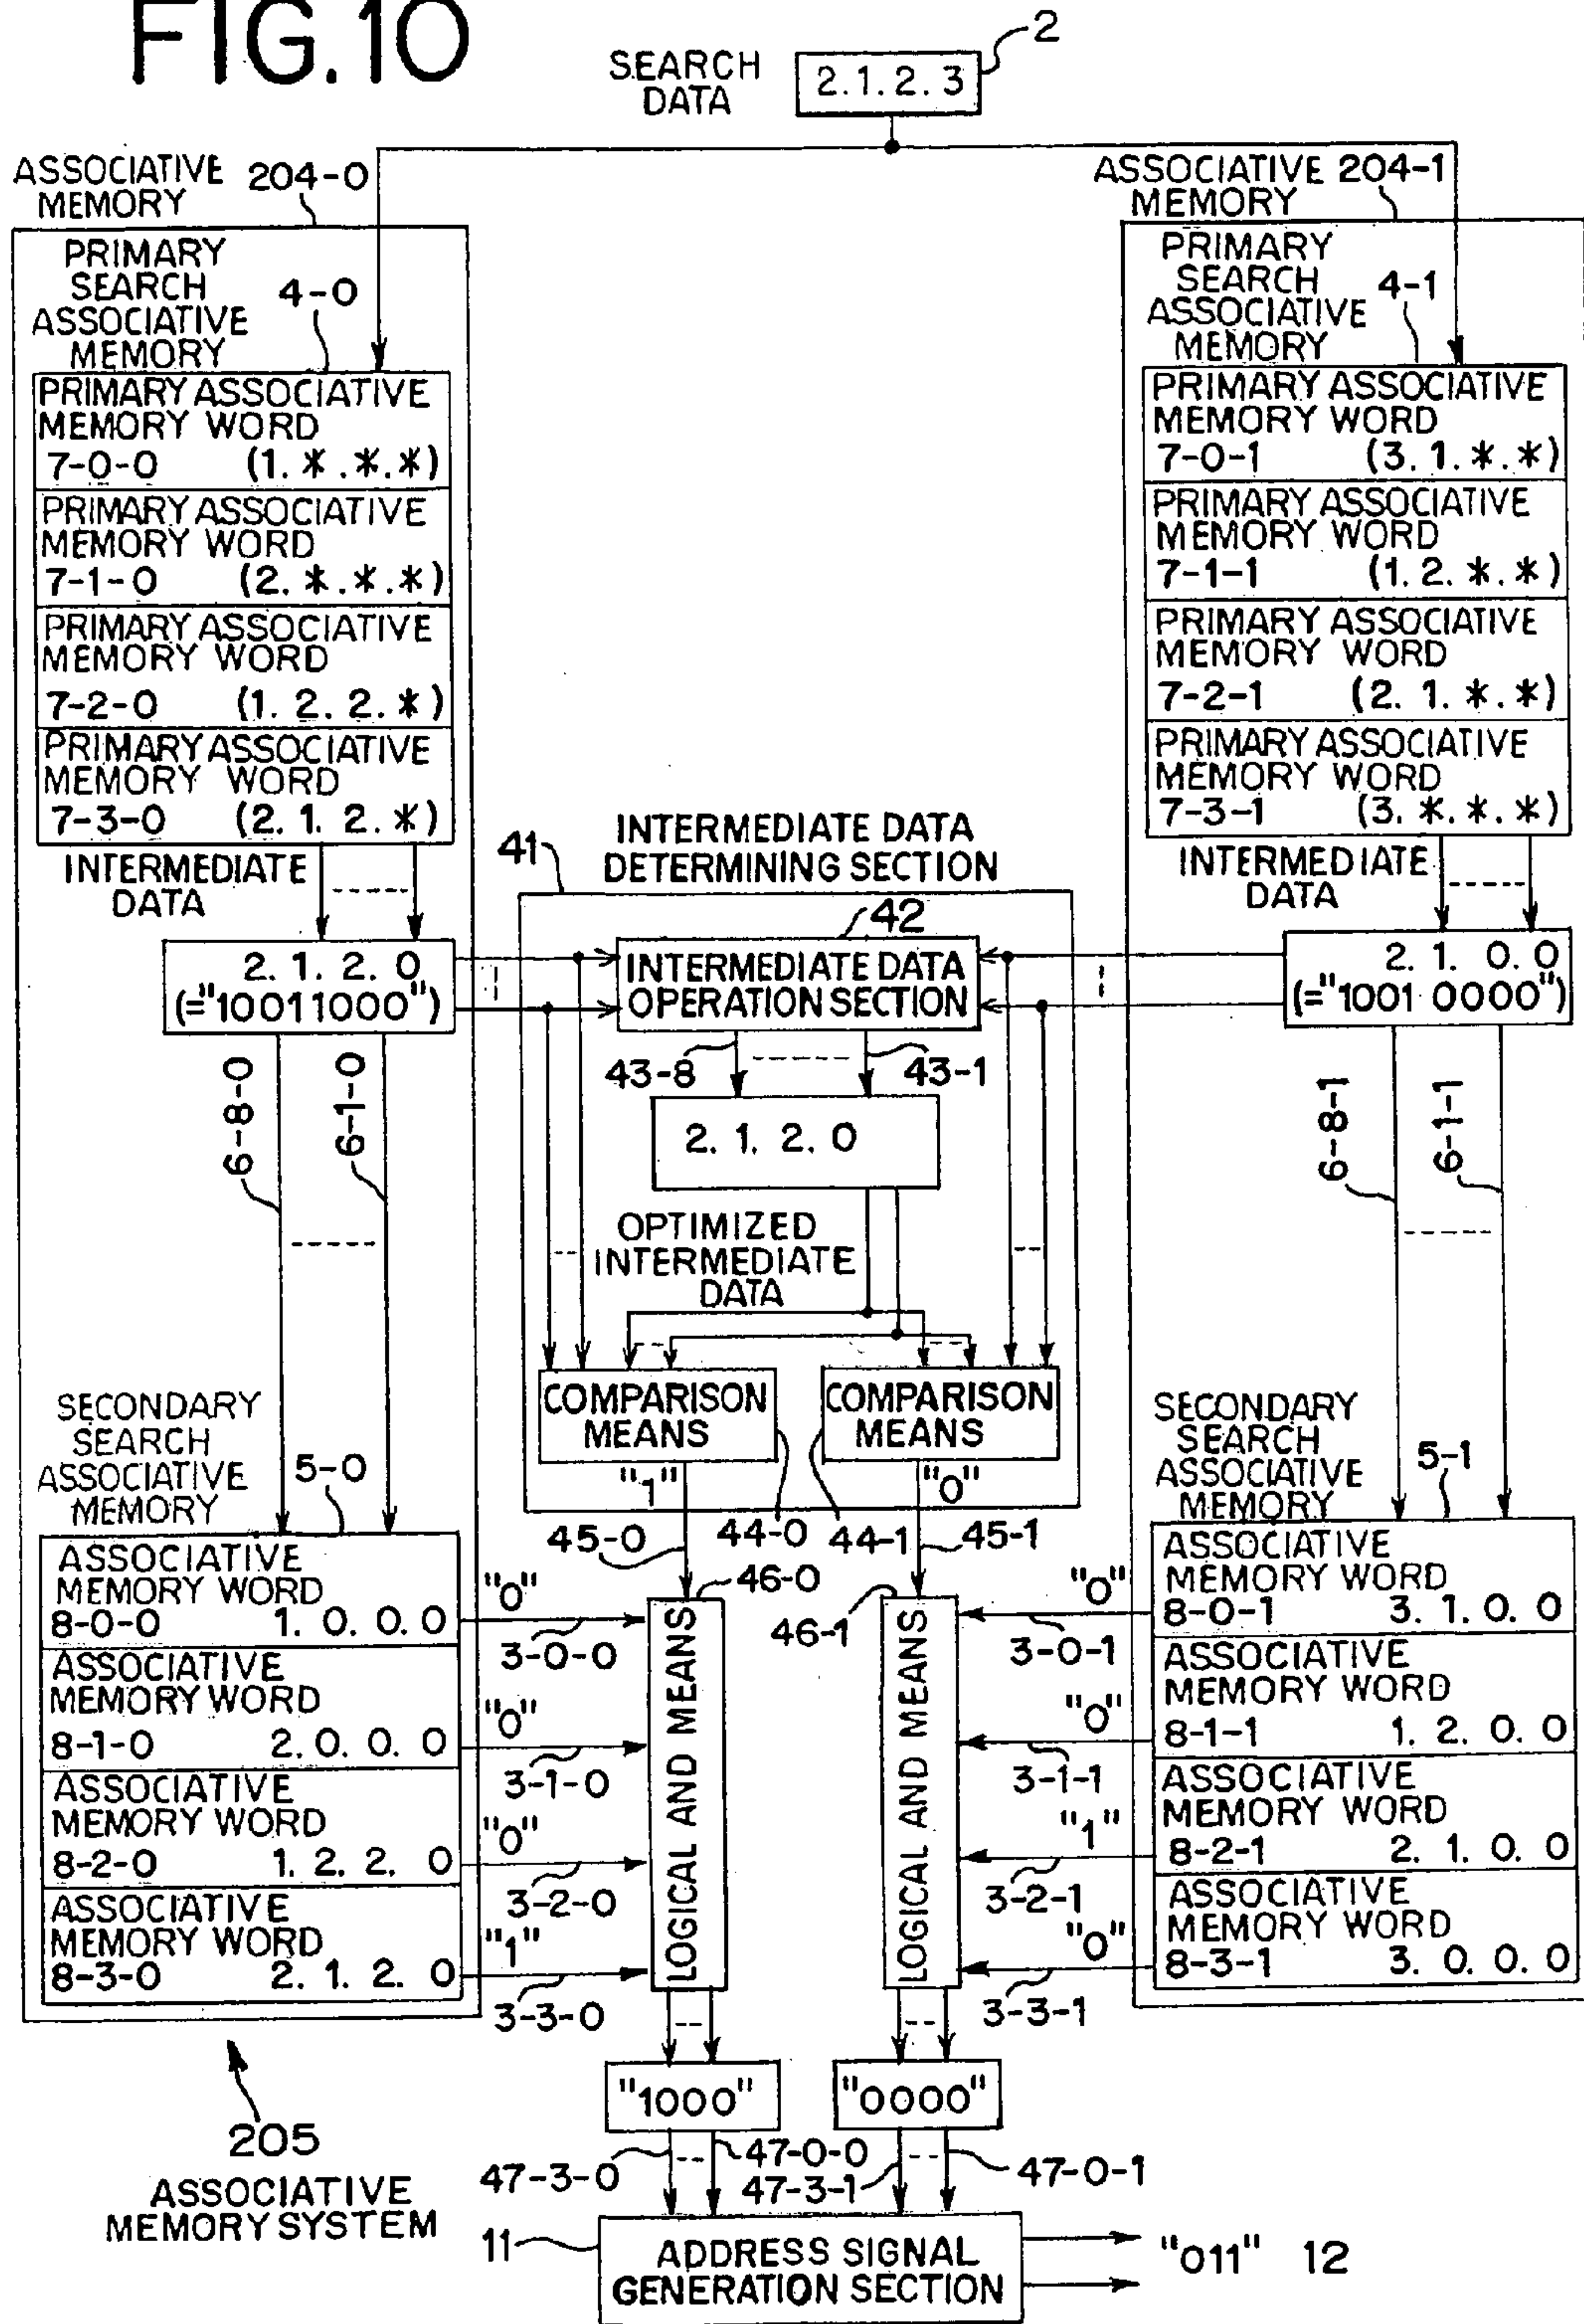 FIG.10
SEARCH
DATA
2.1.2.3
2
ASSOCIATIVE
MEMORY
204-0
PRIMARY
SEARCH
ASSOCIATIVE
MEMORY
4-0
PRIMARY ASSOCIATIVE
MEMORY WORD
7-0-0 (1.*.*.*)
PRIMARY ASSOCIATIVE
MEMORY WORD
7-1-0 (2.*.*.*)
PRIMARY ASSOCIATIVE
MEMORY WORD
7-2-0 (1.2.2.*)
PRIMARY ASSOCIATIVE
MEMORY WORD
7-3-0 (2.1.2.*)
INTERMEDIATE
DATA
2.1.2.0
(="10011000")
6-8-0
6-1-0
SECONDARY
SEARCH
ASSOCIATIVE
MEMORY
5-0
ASSOCIATIVE
MEMORY WORD
8-0-0 1.0.0.0
ASSOCIATIVE
MEMORY WORD
8-1-0 2.0.0.0
ASSOCIATIVE
MEMORY WORD
8-2-0 1.2.2.0
ASSOCIATIVE
MEMORY WORD
8-3-0 2.1.2.0
205
ASSOCIATIVE
MEMORY SYSTEM
41
INTERMEDIATE DATA
DETERMINING SECTION
42
INTERMEDIATE DATA
OPERATION SECTION
43-8
43-1
2.1.2.0
OPTIMIZED
INTERMEDIATE
DATA
COMPARISON
MEANS
COMPARISON
MEANS
"1"
"0"
45-0
44-0
44-1
45-1
46-0
46-1
"0"
3-0-0
"0"
3-1-0
"0"
3-2-0
"1"
3-3-0
LOGICAL AND MEANS
LOGICAL AND MEANS
"0"
3-0-1
"0"
3-1-1
"1"
3-2-1
"0"
3-3-1
"1000"
"0000"
47-3-0
47-0-0
47-3-1
47-0-1
11
ADDRESS SIGNAL
GENERATION SECTION
"011" 12
ASSOCIATIVE
MEMORY
204-1
PRIMARY
SEARCH
ASSOCIATIVE
MEMORY
4-1
PRIMARY ASSOCIATIVE
MEMORY WORD
7-0-1 (3.1.*.*)
PRIMARY ASSOCIATIVE
MEMORY WORD
7-1-1 (1.2.*.*)
PRIMARY ASSOCIATIVE
MEMORY WORD
7-2-1 (2.1.*.*)
PRIMARY ASSOCIATIVE
MEMORY WORD
7-3-1 (3.*.*.*)
INTERMEDIATE
DATA
2.1.0.0
(="1001 0000")
6-8-1
6-1-1
SECONDARY
SEARCH
ASSOCIATIVE
MEMORY
5-1
ASSOCIATIVE
MEMORY WORD
8-0-1 3.1.0.0
ASSOCIATIVE
MEMORY WORD
8-1-1 1.2.0.0
ASSOCIATIVE
MEMORY WORD
8-2-1 2.1.0.0
ASSOCIATIVE
MEMORY WORD
8-3-1 3.0.0.0